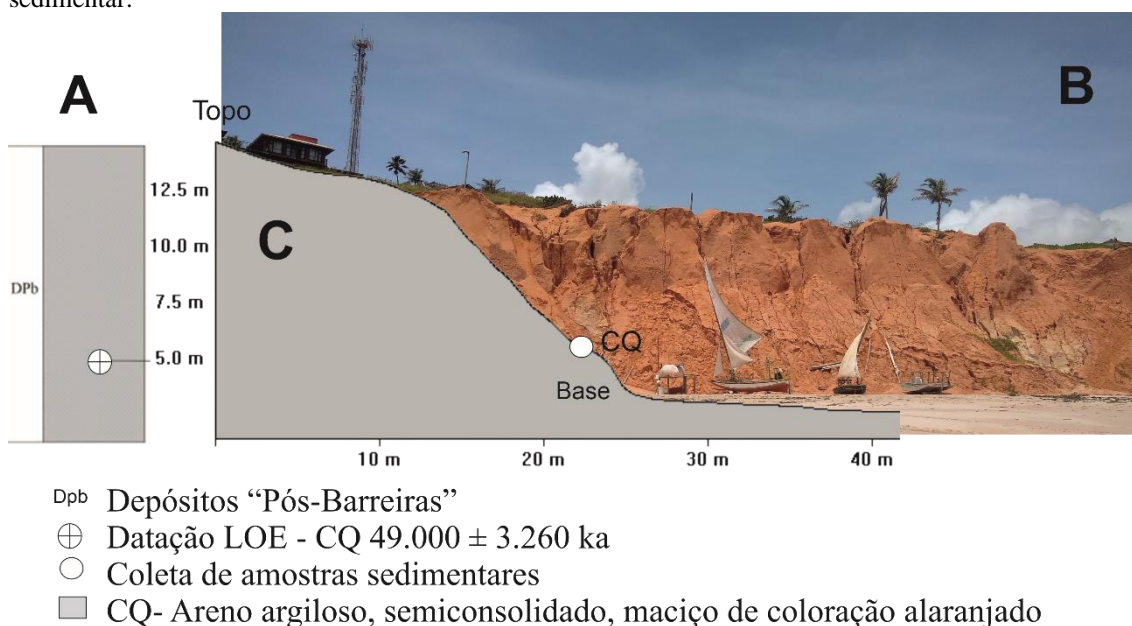 sedimentar.
A
B
Topo
12.5 m
C
10.0 m
DPb
7.5 m
5.0 m
CQ
Base
10 m
20 m
30 m
40 m
Dpb Depósitos “Pós-Barreiras”
Datação LOE - CQ 49.000 ± 3.260 ka
Coleta de amostras sedimentares
CQ- Areno argiloso, semiconsolidado, maciço de coloração alaranjado